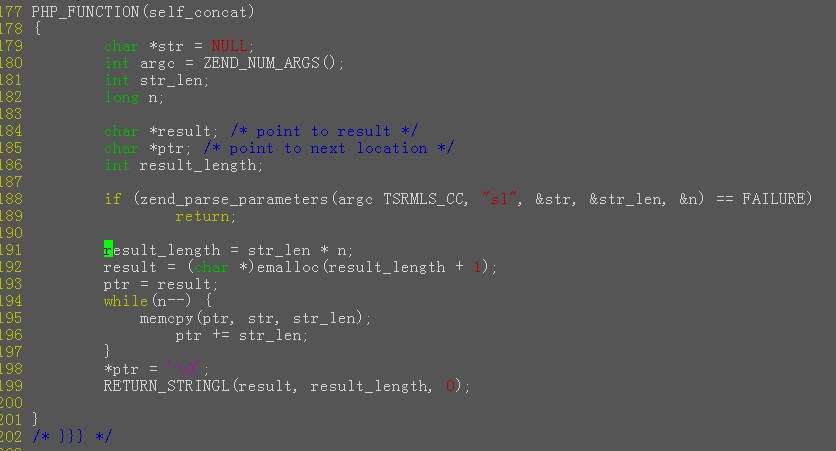 177 PHP_FUNCTION(self_concat)
178 {
179 char *str = NULL;
180 int argc = ZEND_NUM_ARGS();
181 int str_len;
182 long n;
183
184 char *result; /* point to result */
185 char *ptr; /* point to next location */
186 int result_length;
187
188 if (zend_parse_parameters(argc TSRMLS_CC, "sl", &str, &str_len, &n) == FAILURE)
189 return;
190
191 result_length = str_len * n;
192 result = (char *)emalloc(result_length + 1);
193 ptr = result;
194 while(n--) {
195 memcpy(ptr, str, str_len);
196 ptr += str_len;
197 }
198 *ptr = '\0';
199 RETURN_STRINGL(result, result_length, 0);
200
201 }
202 /* }}} */